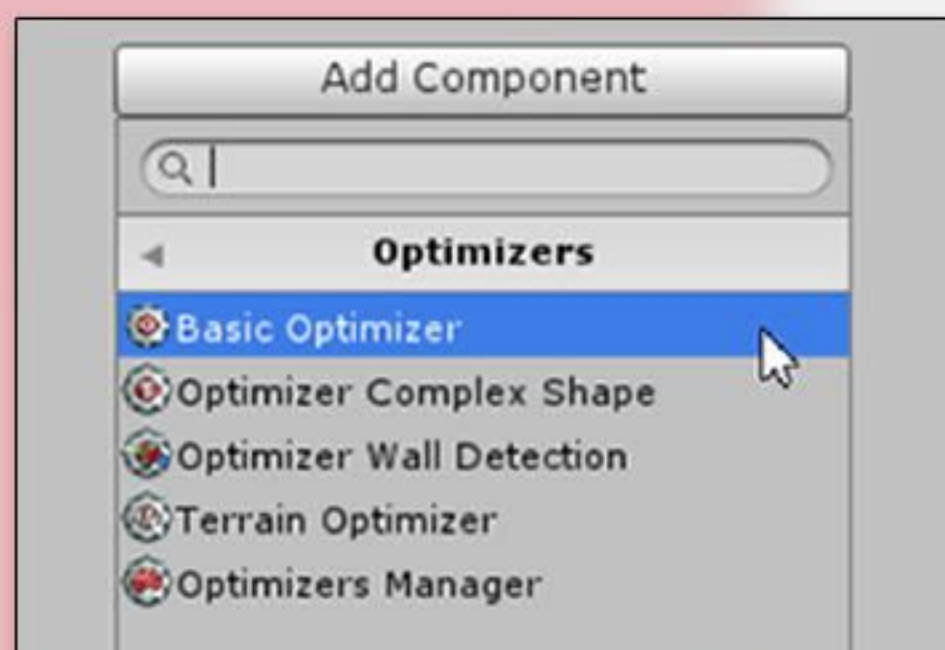 Add Component
Optimizers
Basic Optimizer
Optimizer Complex Shape
Optimizer Wall Detection
Terrain Optimizer
Optimizers Manager